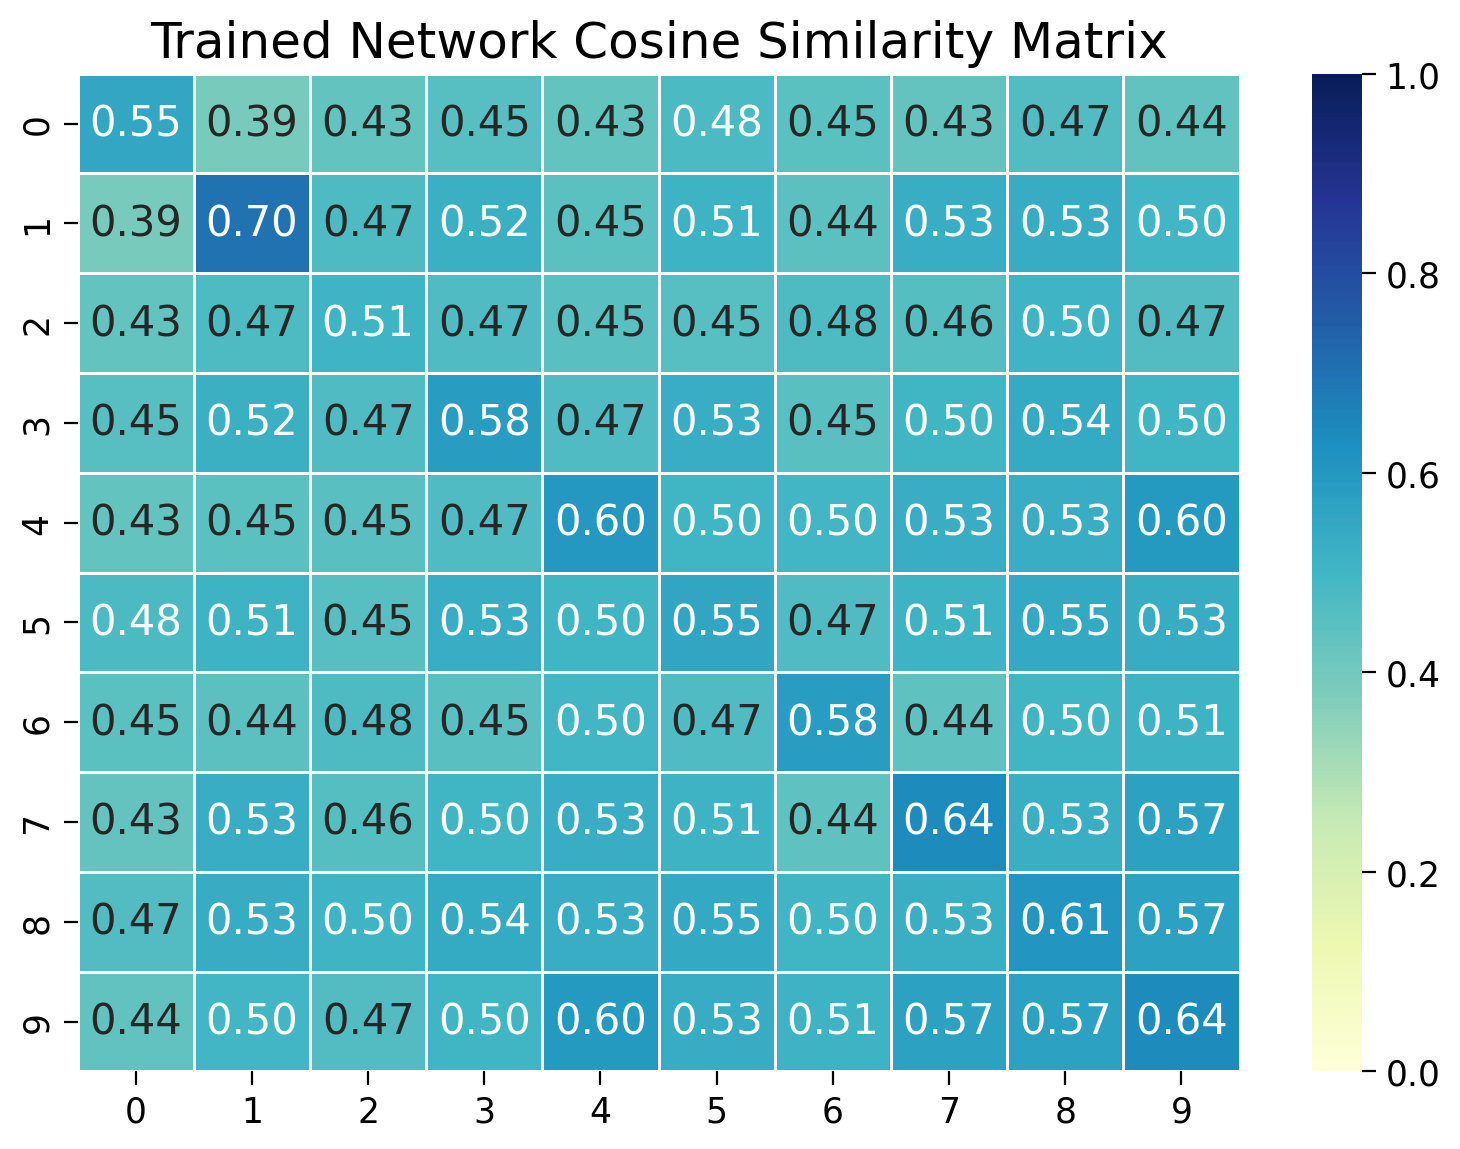 Trained Network Cosine Similarity Matrix
1.0
0 0.55 0.39 0.43 0.45 0.43 0.48 0.45 0.43 0.47 0.44
1 0.39 0.70 0.47 0.52 0.45 0.51 0.44 0.53 0.53 0.50
0.8
2 0.43 0.47 0.51 0.47 0.45 0.45 0.48 0.46 0.50 0.47
3 0.45 0.52 0.47 0.58 0.47 0.53 0.45 0.50 0.54 0.50
0.6
4 0.43 0.45 0.45 0.47 0.60 0.50 0.50 0.53 0.53 0.60
5 0.48 0.51 0.45 0.53 0.50 0.55 0.47 0.51 0.55 0.53
0.4
6 0.45 0.44 0.48 0.45 0.50 0.47 0.58 0.44 0.50 0.51
7 0.43 0.53 0.46 0.50 0.53 0.51 0.44 0.64 0.53 0.57
0.2
8 0.47 0.53 0.50 0.54 0.53 0.55 0.50 0.53 0.61 0.57
9 0.44 0.50 0.47 0.50 0.60 0.53 0.51 0.57 0.57 0.64
0.0
0 1 2 3 4 5 6 7 8 9